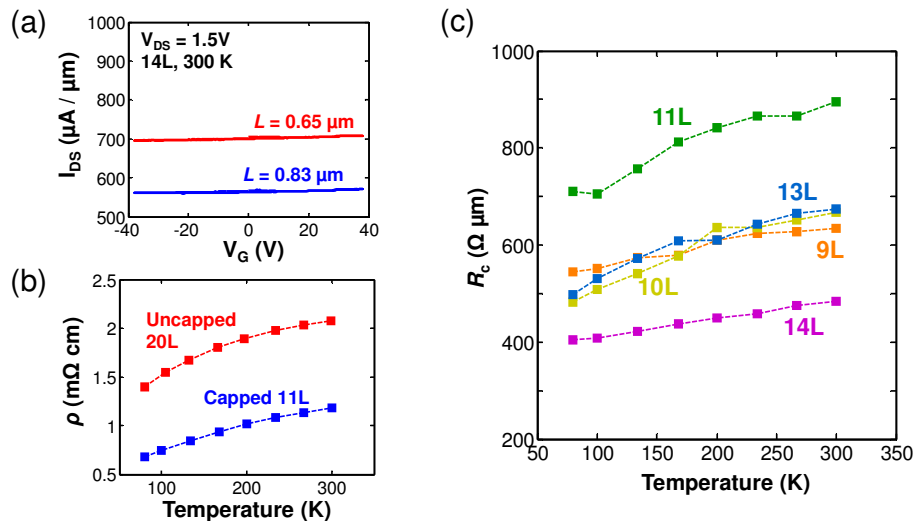 (a)
1000
900
800
700
600
500
I_DS (µA / µm)
V_DS = 1.5V
14L, 300 K
L = 0.65 µm
L = 0.83 µm
-40 -20 0 20 40
V_G (V)
(b)
2.5
2
1.5
1
0.5
ρ (mΩ cm)
Uncapped
20L
Capped 11L
100 200 300
Temperature (K)
(c)
1000
800
600
400
200
R_c (Ω µm)
11L
13L
9L
10L
14L
50 100 150 200 250 300 350
Temperature (K)